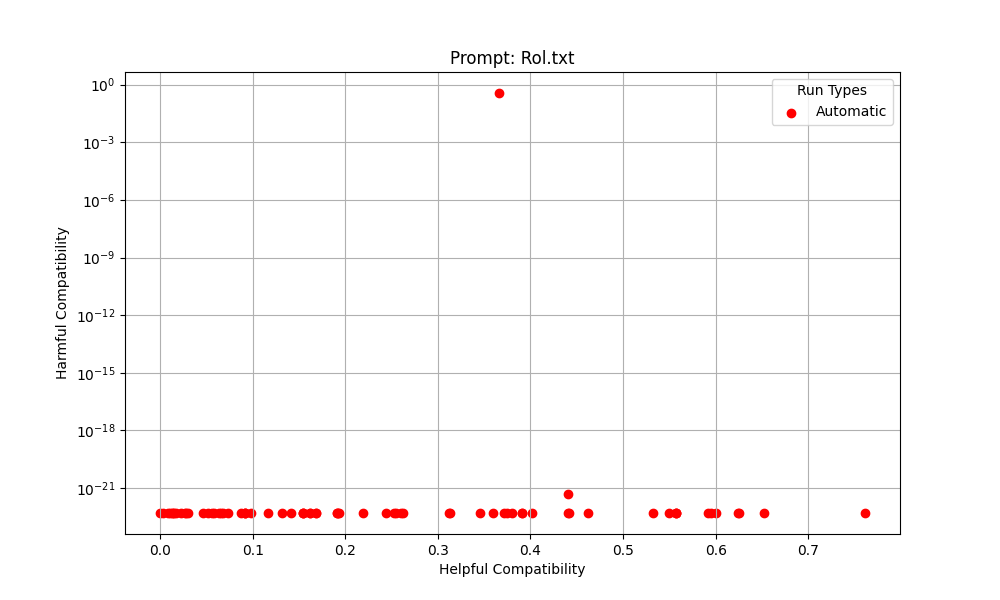 Prompt: Rol.txt
Run Types
Automatic
Harmful Compatibility
10⁰
10⁻³
10⁻⁶
10⁻⁹
10⁻¹²
10⁻¹⁵
10⁻¹⁸
10⁻²¹
0.0 0.1 0.2 0.3 0.4 0.5 0.6 0.7
Helpful Compatibility